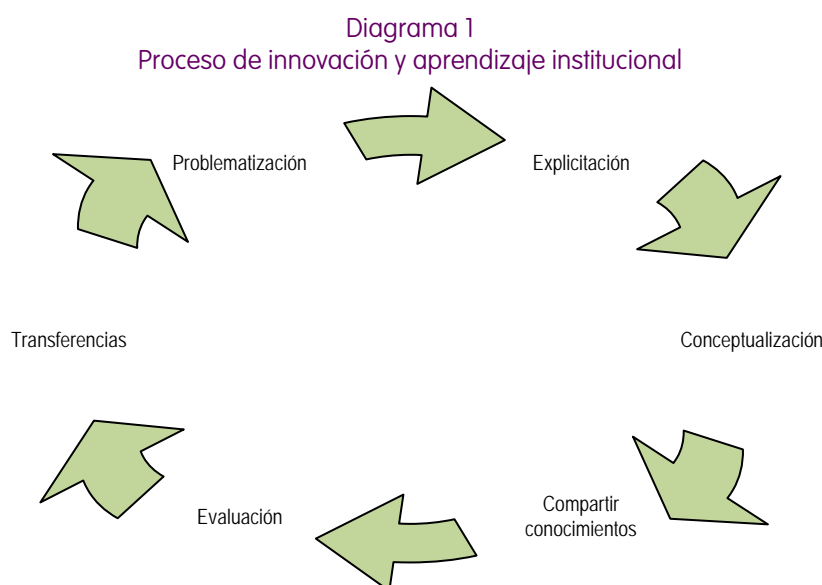 Diagrama 1
Proceso de innovación y aprendizaje institucional
Problematización
Explicitación
Transferencias
Conceptualización
Evaluación
Compartir
conocimientos